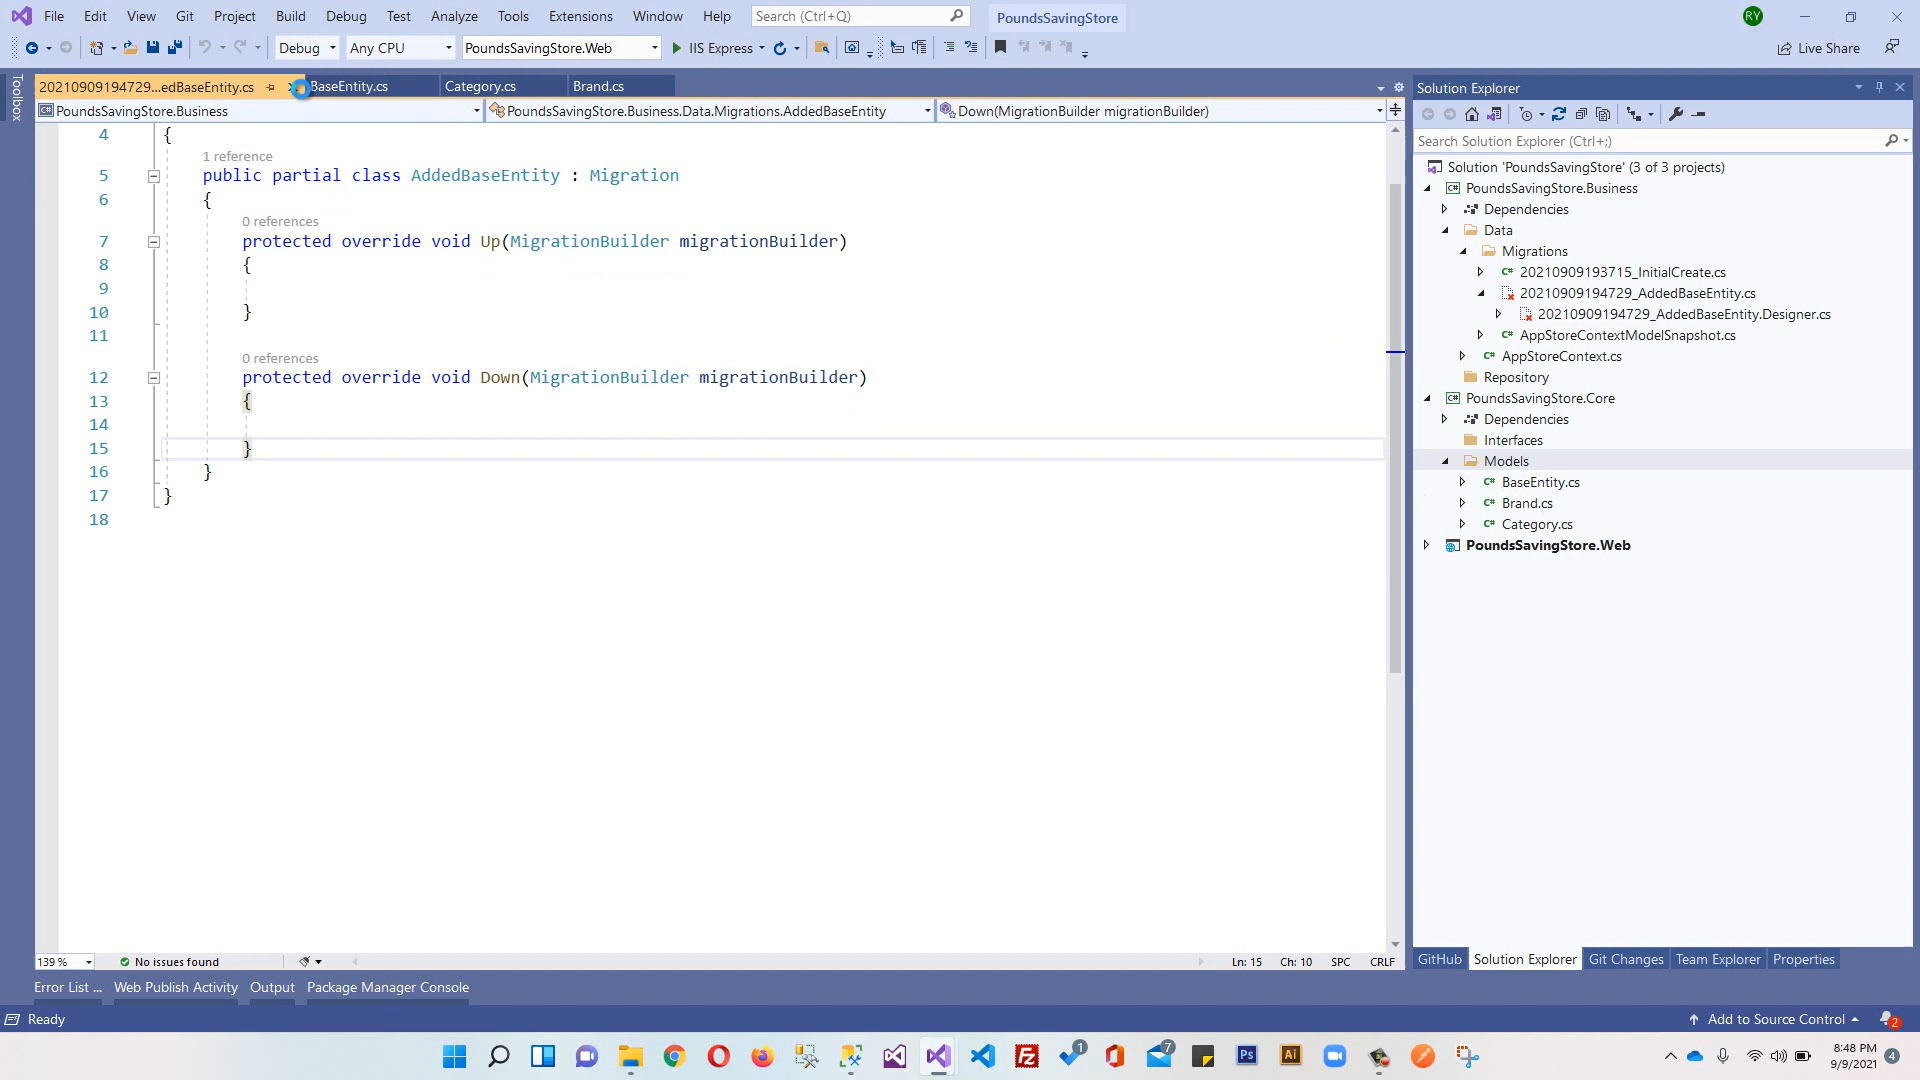 File Edit View Git Project Build Debug Test Analyze Tools Extensions Window Help Search (Ctrl+Q) PoundsSavingStore RY
Debug Any CPU PoundsSavingStore.Web IIS Express Live Share
Toolbox
20210909194729...edBaseEntity.cs BaseEntity.cs Category.cs Brand.cs
PoundsSavingStore.Business PoundsSavingStore.Business.Data.Migrations.AddedBaseEntity Down(MigrationBuilder migrationBuilder)
4 {
1 reference
5 public partial class AddedBaseEntity : Migration
6 {
0 references
7 protected override void Up(MigrationBuilder migrationBuilder)
8 {
9
10 }
11
0 references
12 protected override void Down(MigrationBuilder migrationBuilder)
13 {
14
15 }
16 }
17 }
18
139 % No issues found Ln: 15 Ch: 10 SPC CRLF
Error List ... Web Publish Activity Output Package Manager Console
Solution Explorer
Search Solution Explorer (Ctrl+;)
Solution 'PoundsSavingStore' (3 of 3 projects)
PoundsSavingStore.Business
Dependencies
Data
Migrations
20210909193715_InitialCreate.cs
20210909194729_AddedBaseEntity.cs
20210909194729_AddedBaseEntity.Designer.cs
AppStoreContextModelSnapshot.cs
AppStoreContext.cs
Repository
PoundsSavingStore.Core
Dependencies
Interfaces
Models
BaseEntity.cs
Brand.cs
Category.cs
PoundsSavingStore.Web
GitHub Solution Explorer Git Changes Team Explorer Properties
Ready Add to Source Control 2
1 7 Ps Ai 8:48 PM
9/9/2021 4